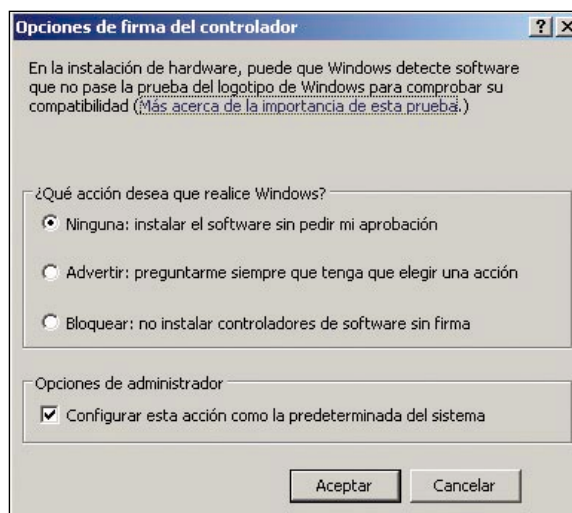 Opciones de firma del controlador
En la instalación de hardware, puede que Windows detecte software
que no pase la prueba del logotipo de Windows para comprobar su
compatibilidad (Más acerca de la importancia de esta prueba.)
¿Qué acción desea que realice Windows?
Ninguna: instalar el software sin pedir mi aprobación
Advertir: preguntarme siempre que tenga que elegir una acción
Bloquear: no instalar controladores de software sin firma
Opciones de administrador
Configurar esta acción como la predeterminada del sistema
Aceptar Cancelar